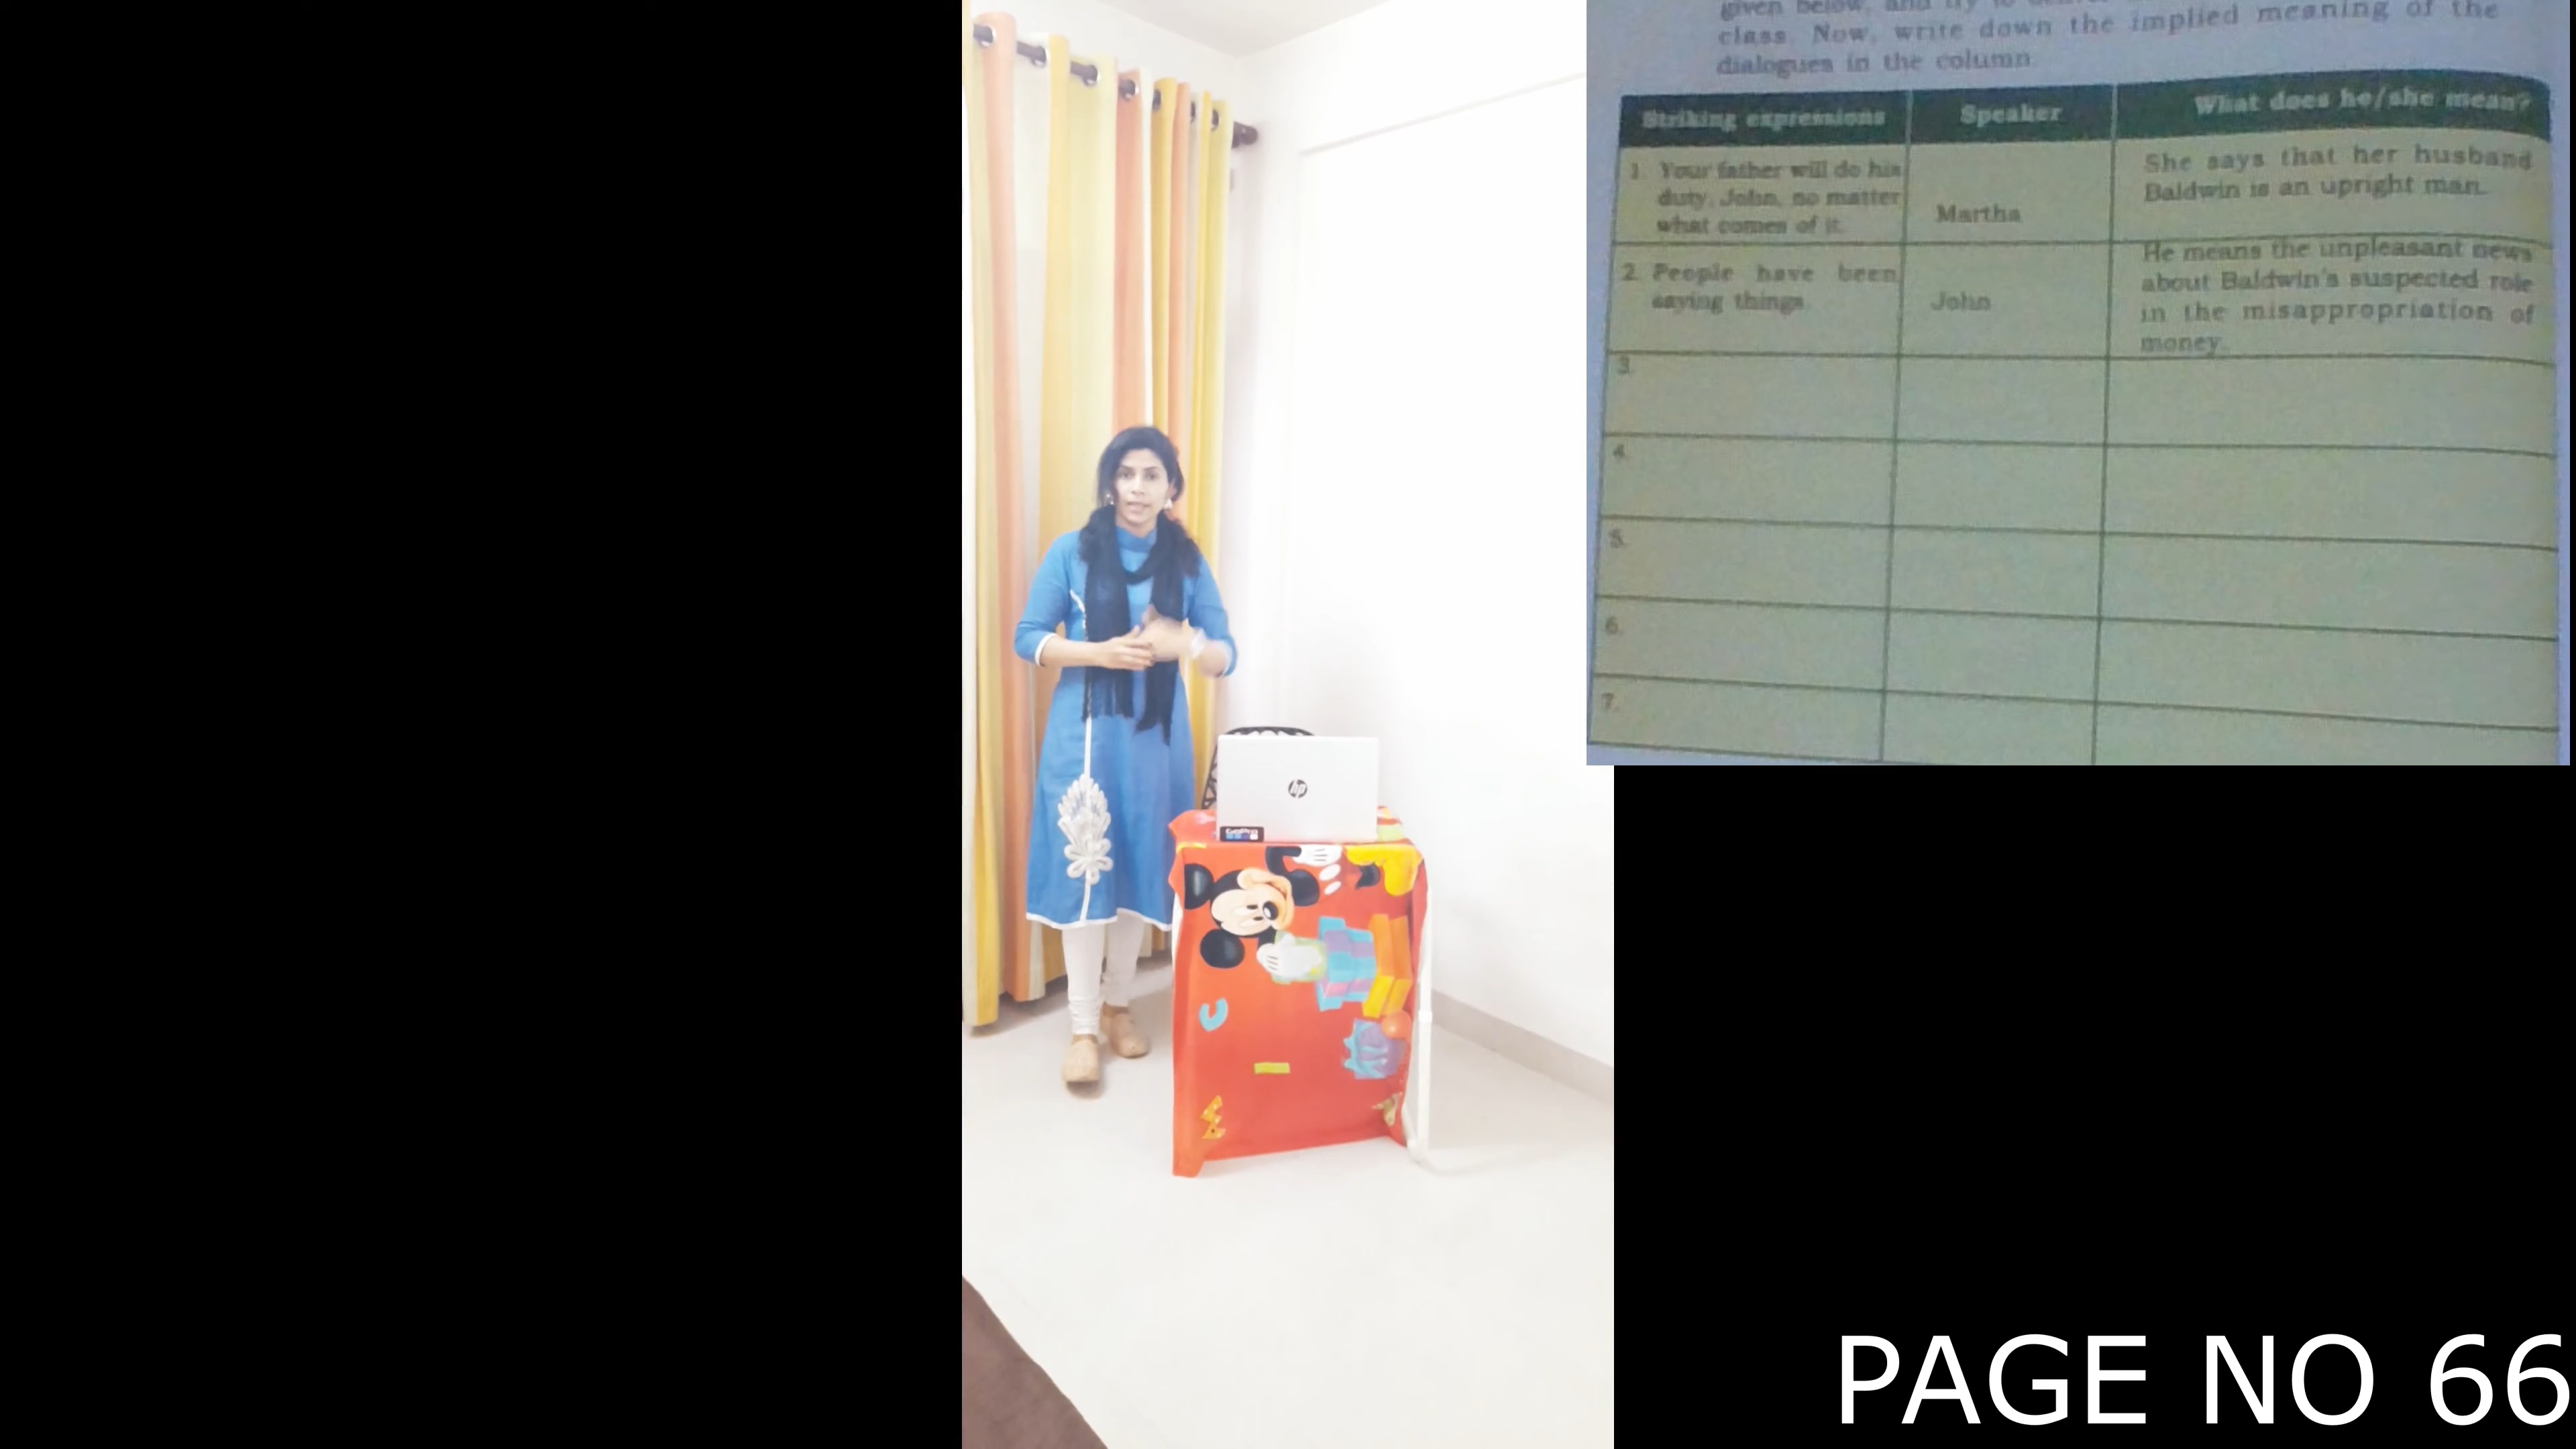 class. Now, write down the implied meaning of the
dialogues in the column.
Striking expressions
Speaker
What does he/she mean?
1. Your father will do his
duty, John, no matter
what comes of it.
Martha
She says that her husband
Baldwin is an upright man.
2. People have been
saying things.
John
He means the unpleasant news
about Baldwin's suspected role
in the misappropriation of
money.
3.
4.
5.
6.
7.
hp
GoPro
PAGE NO 66